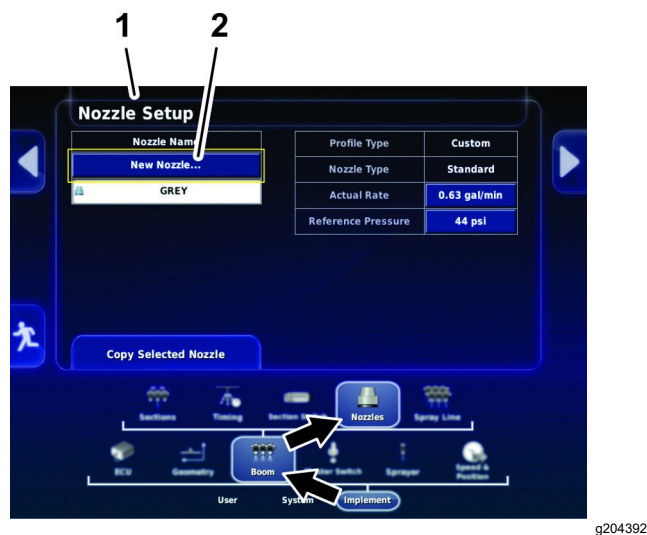 1 2
Nozzle Setup
Nozzle Name
New Nozzle...
GREY
Profile Type Custom
Nozzle Type Standard
Actual Rate 0.63 gal/min
Reference Pressure 44 psi
Copy Selected Nozzle
Sections Timing Section Nozzles Spray Line
ECU Geometry Boom Switch Sprayer Speed & Position
User System Implement
g204392